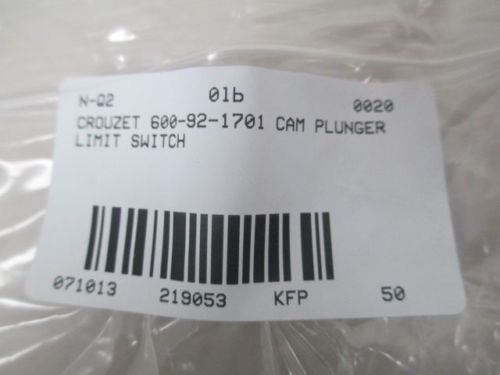 N-Q2 01b 0020
CROUZET 600-92-1701 CAM PLUNGER
LIMIT SWITCH
071013 219053 KFP 50